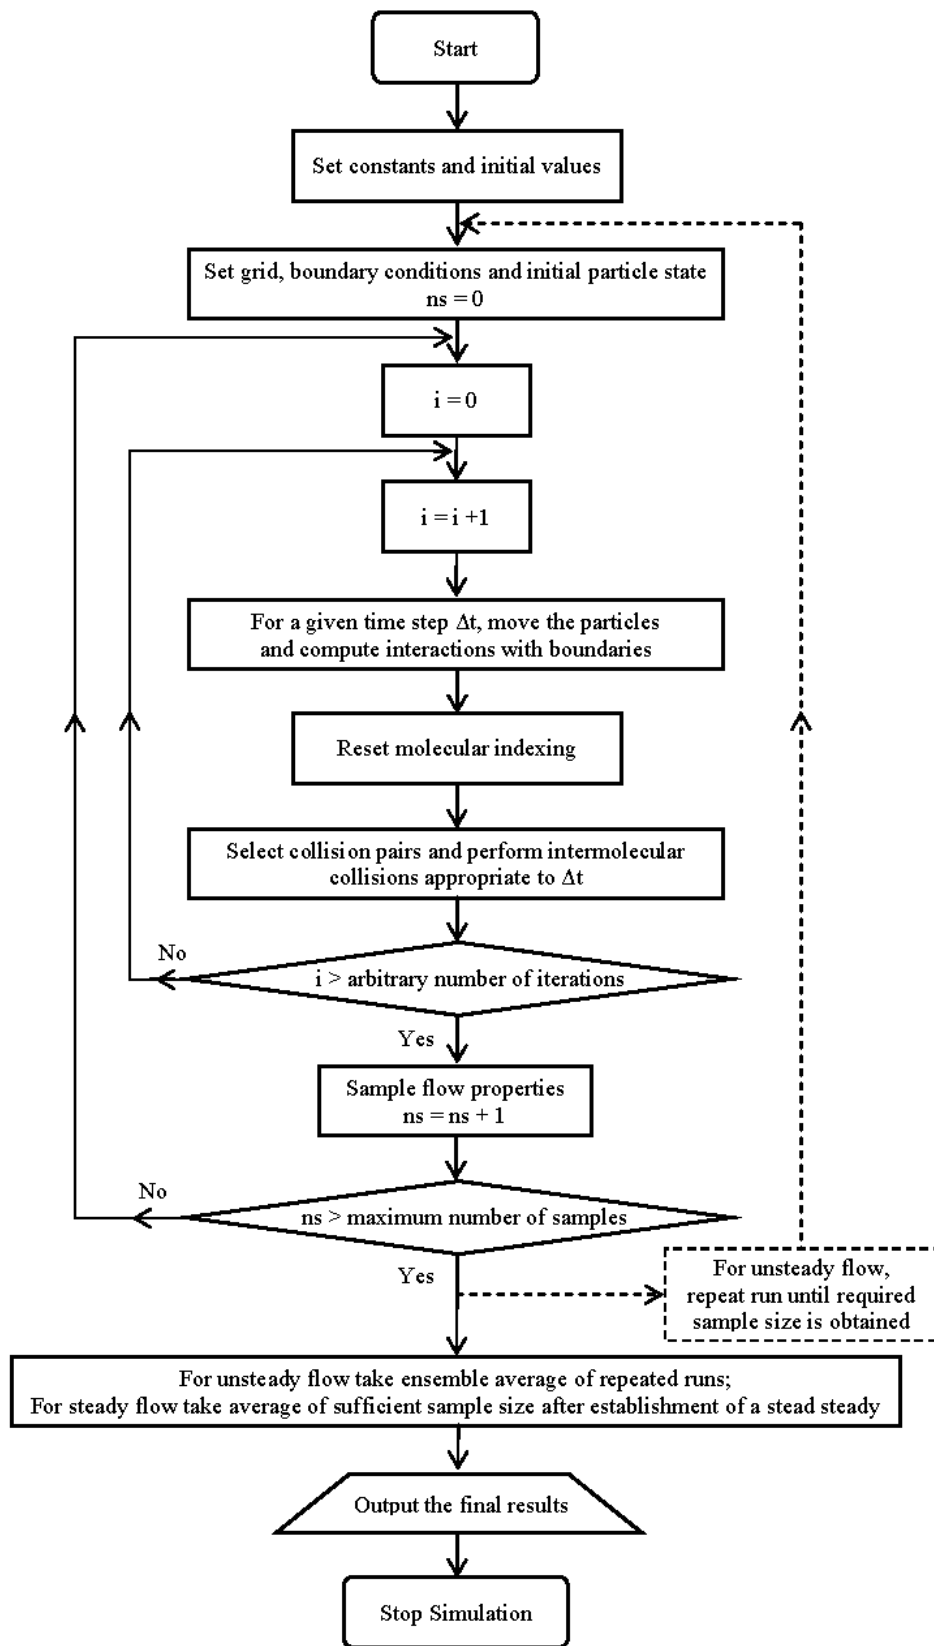 Start
Set constants and initial values
Set grid, boundary conditions and initial particle state
ns = 0
i = 0
i = i +1
For a given time step Δt, move the particles
and compute interactions with boundaries
Reset molecular indexing
Select collision pairs and perform intermolecular
collisions appropriate to Δt
No
i > arbitrary number of iterations
Yes
Sample flow properties
ns = ns + 1
No
ns > maximum number of samples
Yes
For unsteady flow,
repeat run until required
sample size is obtained
For unsteady flow take ensemble average of repeated runs;
For steady flow take average of sufficient sample size after establishment of a stead steady
Output the final results
Stop Simulation